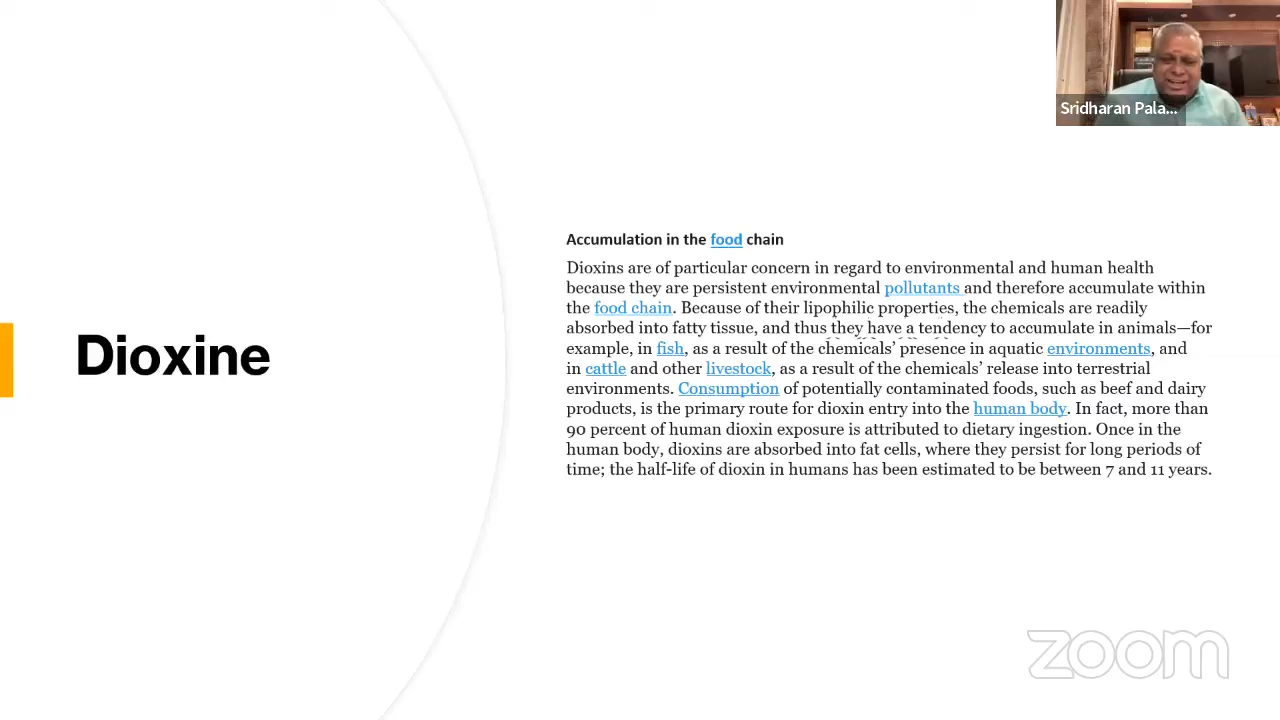 Sridharan Pala...
Dioxine
Accumulation in the food chain
Dioxins are of particular concern in regard to environmental and human health
because they are persistent environmental pollutants and therefore accumulate within
the food chain. Because of their lipophilic properties, the chemicals are readily
absorbed into fatty tissue, and thus they have a tendency to accumulate in animals—for
example, in fish, as a result of the chemicals’ presence in aquatic environments, and
in cattle and other livestock, as a result of the chemicals’ release into terrestrial
environments. Consumption of potentially contaminated foods, such as beef and dairy
products, is the primary route for dioxin entry into the human body. In fact, more than
90 percent of human dioxin exposure is attributed to dietary ingestion. Once in the
human body, dioxins are absorbed into fat cells, where they persist for long periods of
time; the half-life of dioxin in humans has been estimated to be between 7 and 11 years.
zoom